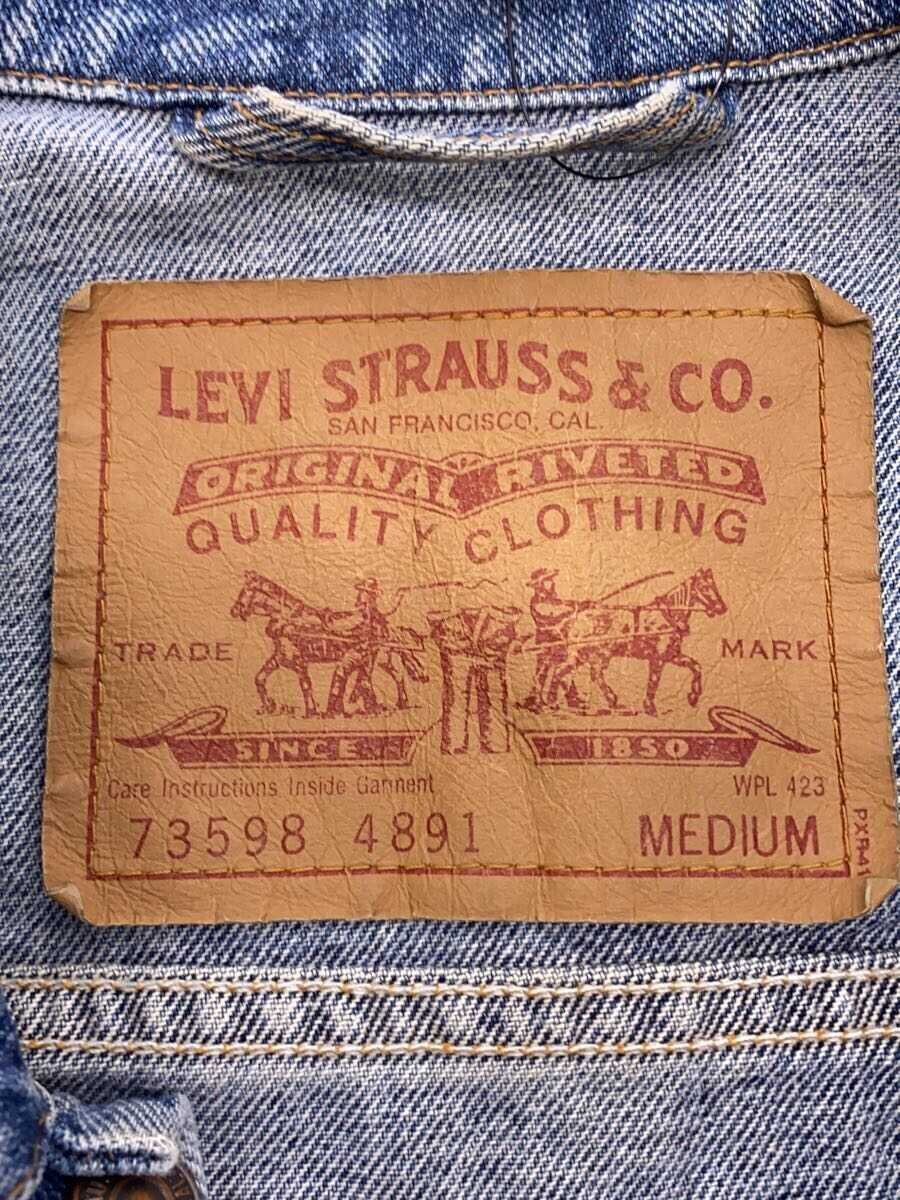 LEVI STRAUSS & CO.
SAN FRANCISCO, CAL.
ORIGINAL RIVETED
QUALITY CLOTHING
TRADE MARK
SINCE 1850
Care Instructions Inside Garment WPL 423
73598 4891 MEDIUM
PXR41